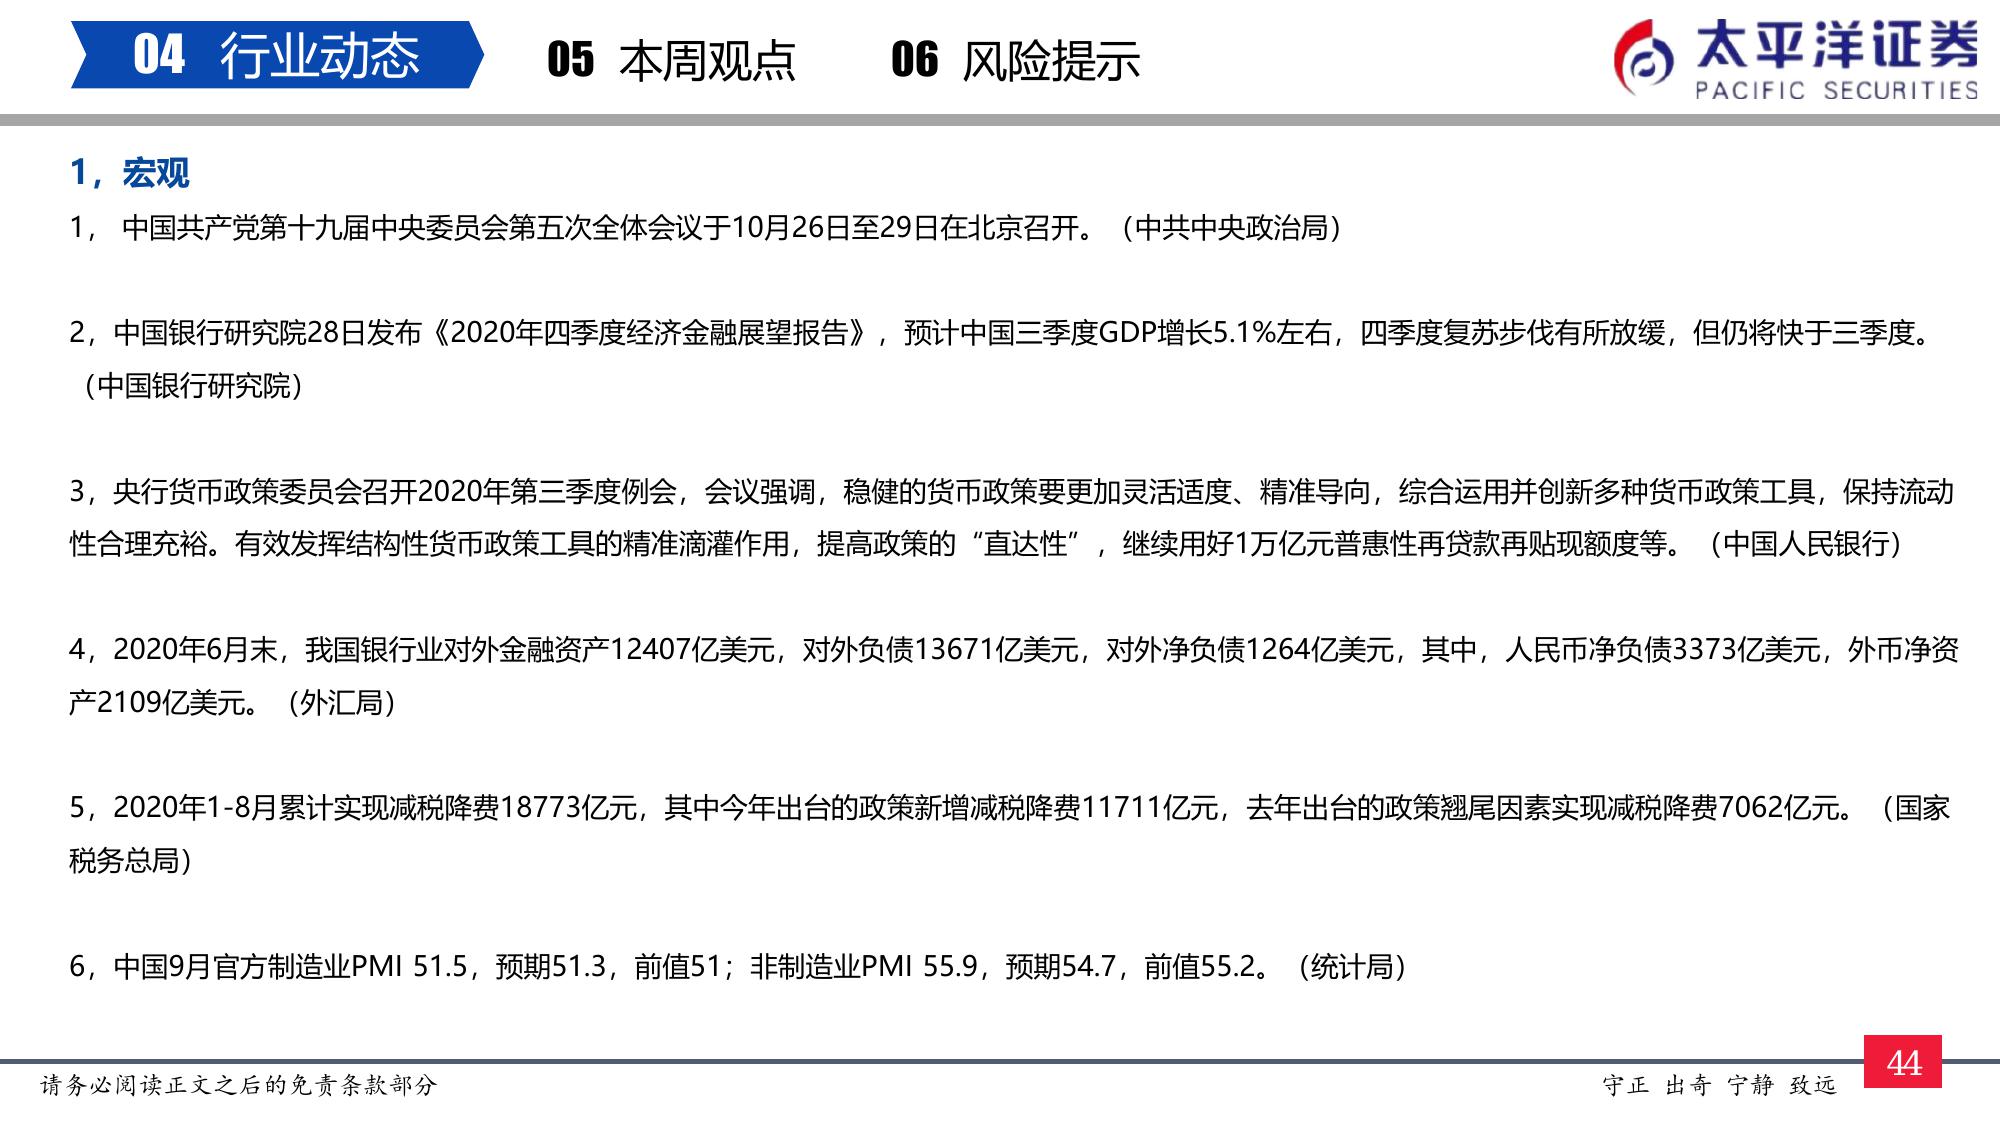 04 行业动态 05 本周观点 06 风险提示
太平洋证券
PACIFIC SECURITIES
1，宏观
1， 中国共产党第十九届中央委员会第五次全体会议于10月26日至29日在北京召开。（中共中央政治局）
2，中国银行研究院28日发布《2020年四季度经济金融展望报告》，预计中国三季度GDP增长5.1%左右，四季度复苏步伐有所放缓，但仍将快于三季度。
（中国银行研究院）
3，央行货币政策委员会召开2020年第三季度例会，会议强调，稳健的货币政策要更加灵活适度、精准导向，综合运用并创新多种货币政策工具，保持流动
性合理充裕。有效发挥结构性货币政策工具的精准滴灌作用，提高政策的“直达性”，继续用好1万亿元普惠性再贷款再贴现额度等。（中国人民银行）
4，2020年6月末，我国银行业对外金融资产12407亿美元，对外负债13671亿美元，对外净负债1264亿美元，其中，人民币净负债3373亿美元，外币净资
产2109亿美元。（外汇局）
5，2020年1-8月累计实现减税降费18773亿元，其中今年出台的政策新增减税降费11711亿元，去年出台的政策翘尾因素实现减税降费7062亿元。（国家
税务总局）
6，中国9月官方制造业PMI 51.5，预期51.3，前值51；非制造业PMI 55.9，预期54.7，前值55.2。（统计局）
44
请务必阅读正文之后的免责条款部分
守正 出奇 宁静 致远